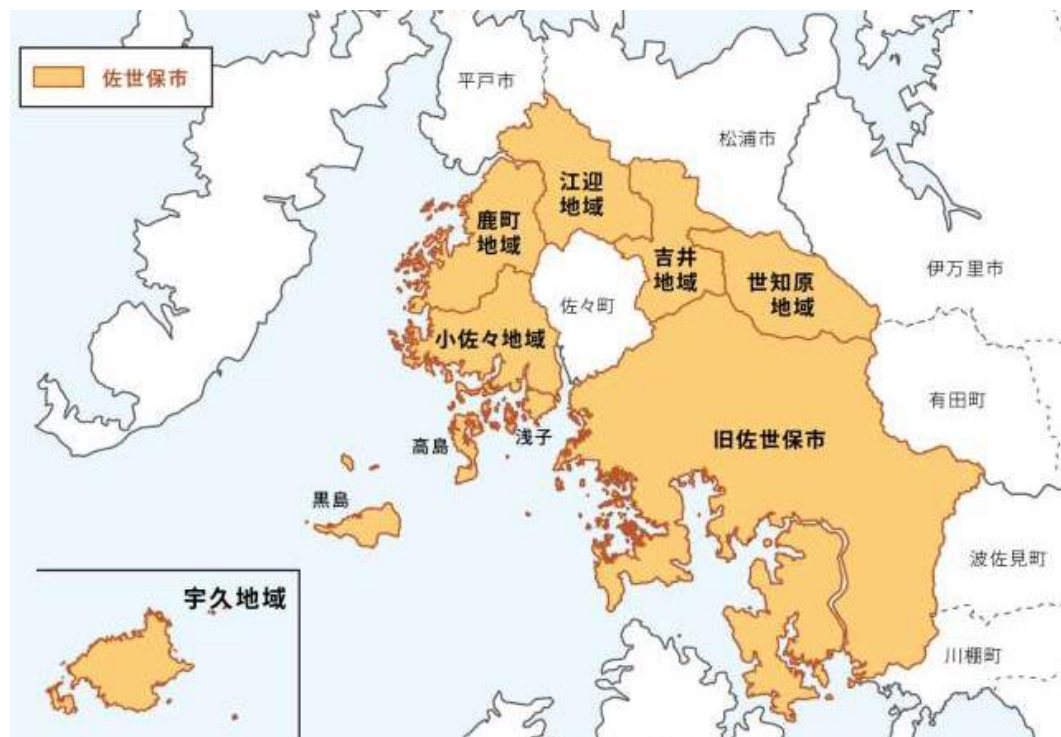 佐世保市
平戸市
松浦市
江迎
地域
鹿町
地域
吉井
地域
世知原
地域
伊万里市
佐々町
小佐々地域
有田町
旧佐世保市
高島
浅子
黒島
波佐見町
宇久地域
川棚町